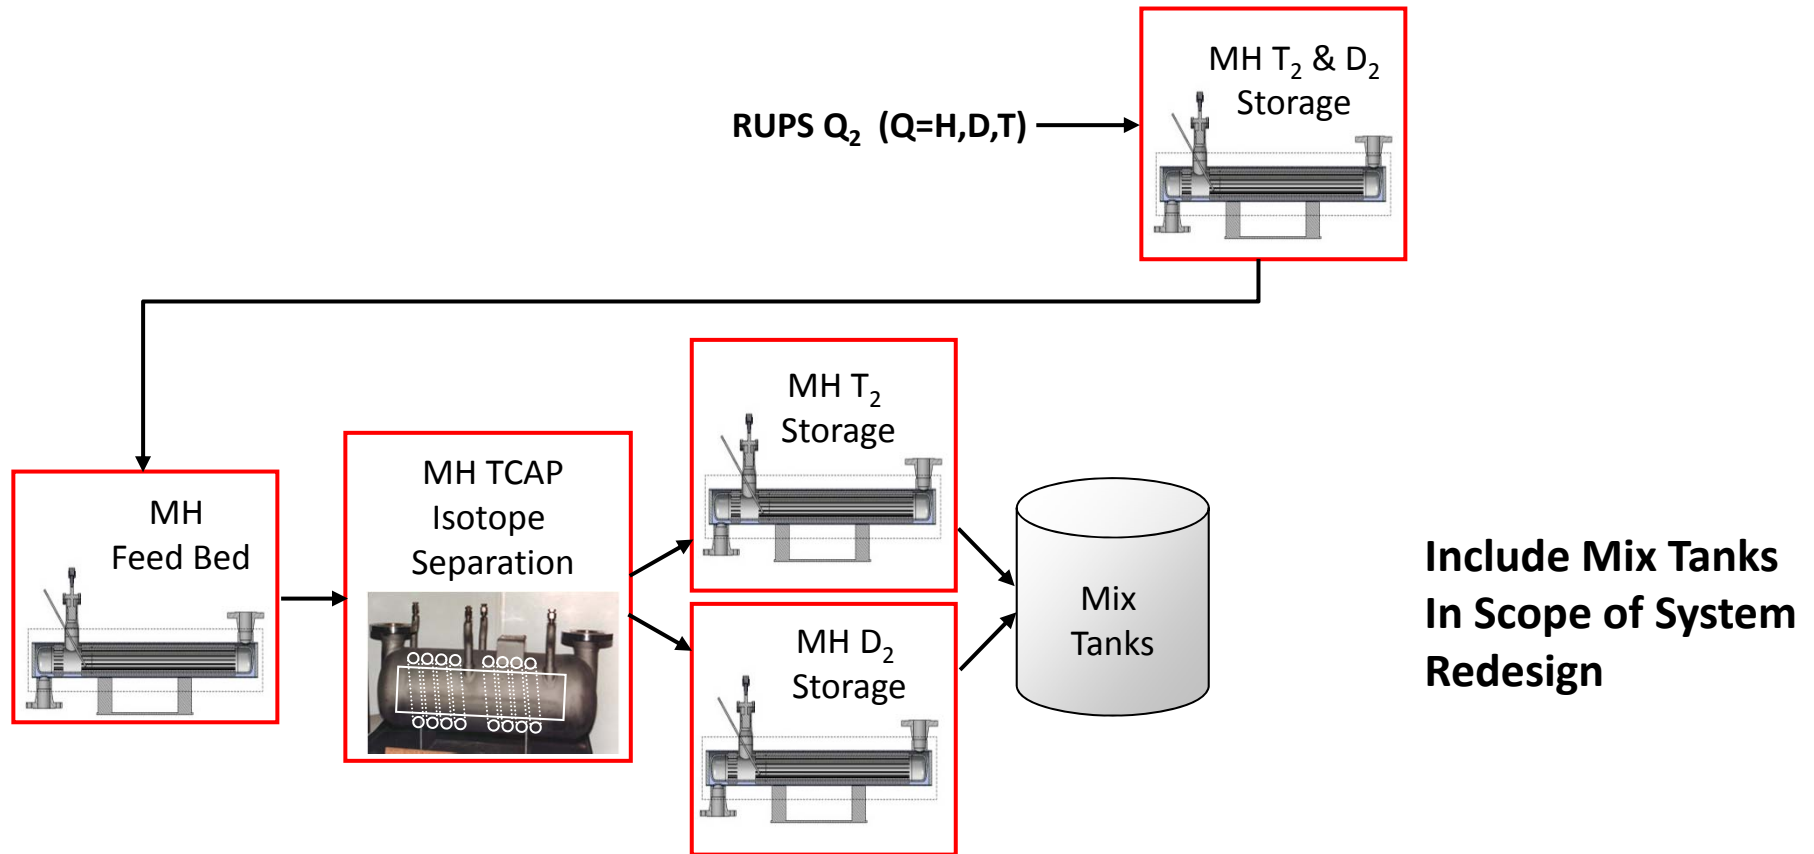 MH T₂ & D₂
Storage
RUPS Q₂ (Q=H,D,T)
MH
Feed Bed
MH TCAP
Isotope
Separation
MH T₂
Storage
MH D₂
Storage
Mix
Tanks
Include Mix Tanks
In Scope of System
Redesign